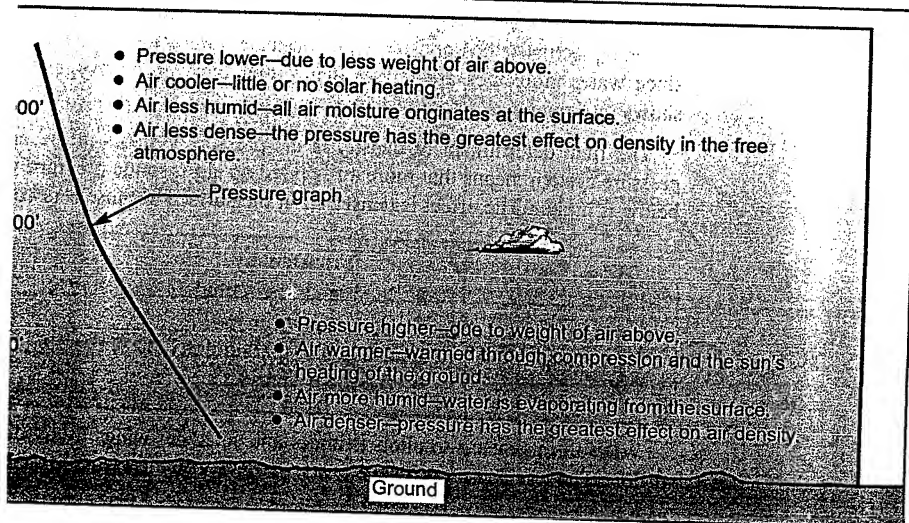 • Pressure lower—due to less weight of air above.
• Air cooler—little or no solar heating.
• Air less humid—all air moisture originates at the surface.
• Air less dense—the pressure has the greatest effect on density in the free
atmosphere.
00'
Pressure graph
00'
• Pressure higher—due to weight of air above.
0'
• Air warmer—warmed through compression and the sun's
heating of the ground.
• Air more humid—water is evaporating from the surface.
• Air denser—pressure has the greatest effect on air density.
Ground